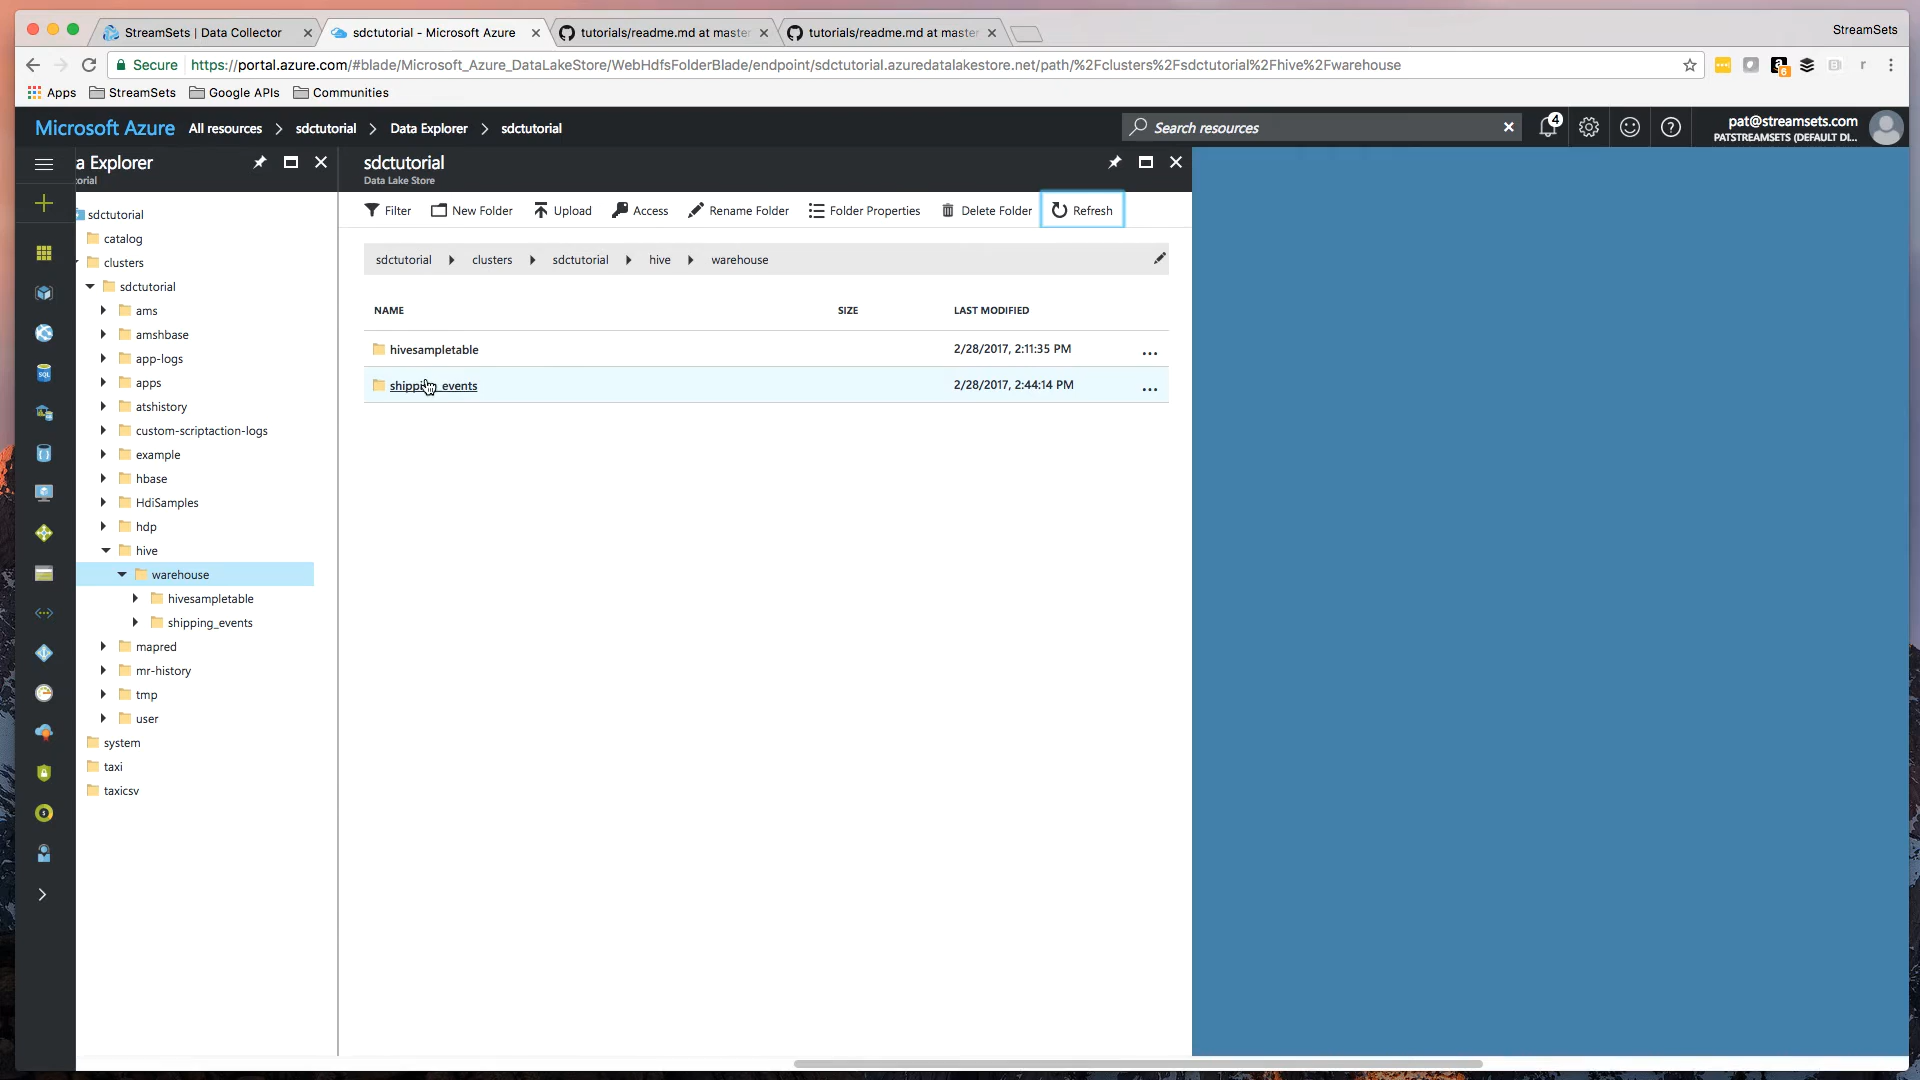 StreamSets | Data Collector
sdctutorial - Microsoft Azure
tutorials/readme.md at master
tutorials/readme.md at master
StreamSets
Secure
https://portal.azure.com/#blade/Microsoft_Azure_DataLakeStore/WebHdfsFolderBlade/endpoint/sdctutorial.azuredatalakestore.net/path/%2Fclusters%2Fsdctutorial%2Fhive%2Fwarehouse
Apps StreamSets Google APIs Communities
Microsoft Azure All resources sdctutorial Data Explorer sdctutorial
Search resources
4
pat@streamsets.com
PATSTREAMSETS (DEFAULT DI...
a Explorer
orial
sdctutorial
catalog
clusters
sdctutorial
ams
amshbase
app-logs
apps
atshistory
custom-scriptaction-logs
example
hbase
HdiSamples
hdp
hive
warehouse
hivesampletable
shipping_events
mapred
mr-history
tmp
user
system
taxi
taxicsv
sdctutorial
Data Lake Store
Filter New Folder Upload Access Rename Folder Folder Properties Delete Folder Refresh
sdctutorial clusters sdctutorial hive warehouse
NAME SIZE LAST MODIFIED
hivesampletable 2/28/2017, 2:11:35 PM ...
shipping_events 2/28/2017, 2:44:14 PM ...